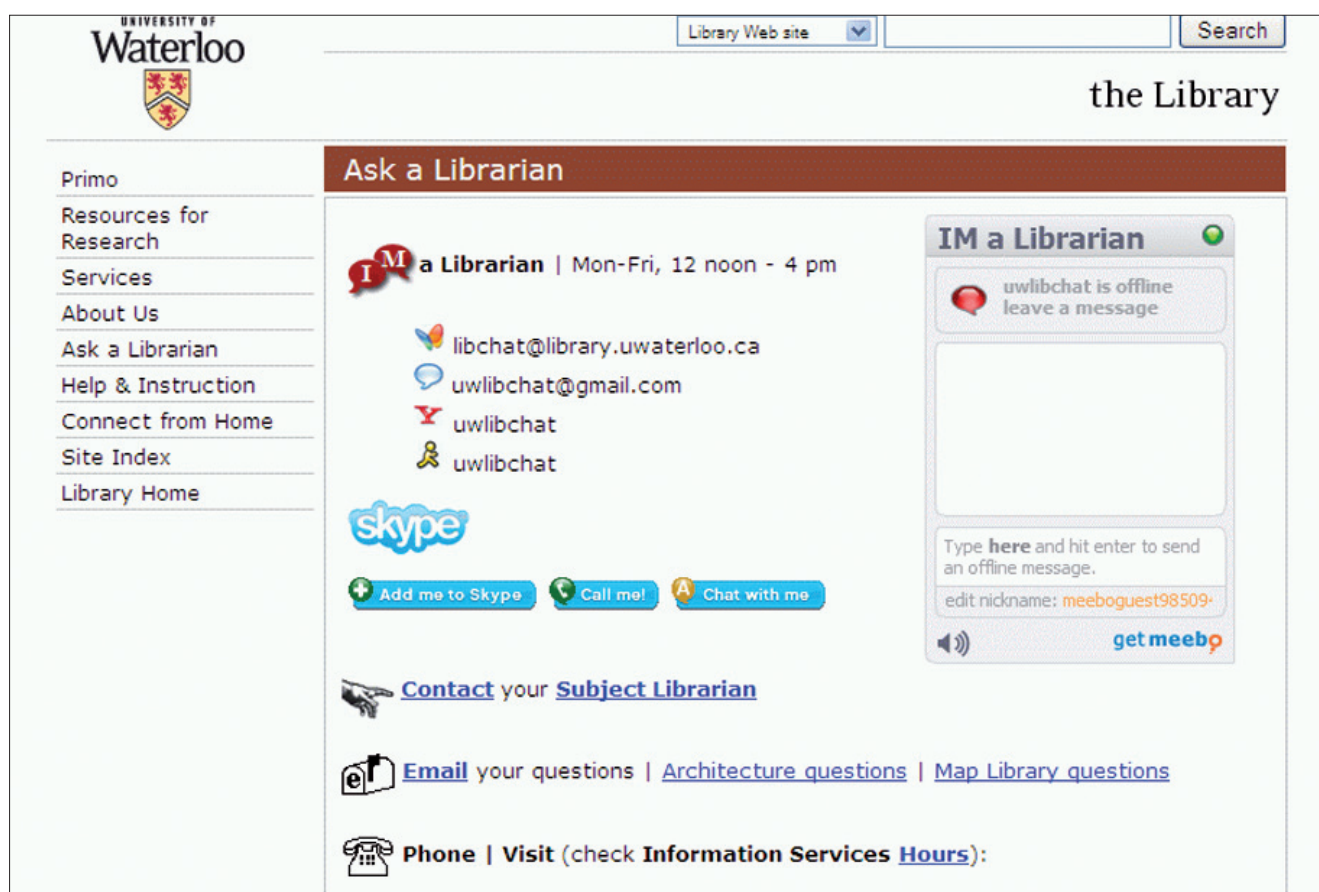 UNIVERSITY OF
Waterloo
Library Web site
Search
the Library
Primo
Resources for
Research
Services
About Us
Ask a Librarian
Help & Instruction
Connect from Home
Site Index
Library Home
Ask a Librarian
IM a Librarian | Mon-Fri, 12 noon - 4 pm
libchat@library.uwaterloo.ca
uwlibchat@gmail.com
uwlibchat
uwlibchat
skype
Add me to Skype
Call me!
A Chat with me
IM a Librarian
uwlibchat is offline
leave a message
Type here and hit enter to send
an offline message.
edit nickname: meeboguest98509
get meebo
Contact your Subject Librarian
e Email your questions | Architecture questions | Map Library questions
Phone | Visit (check Information Services Hours):